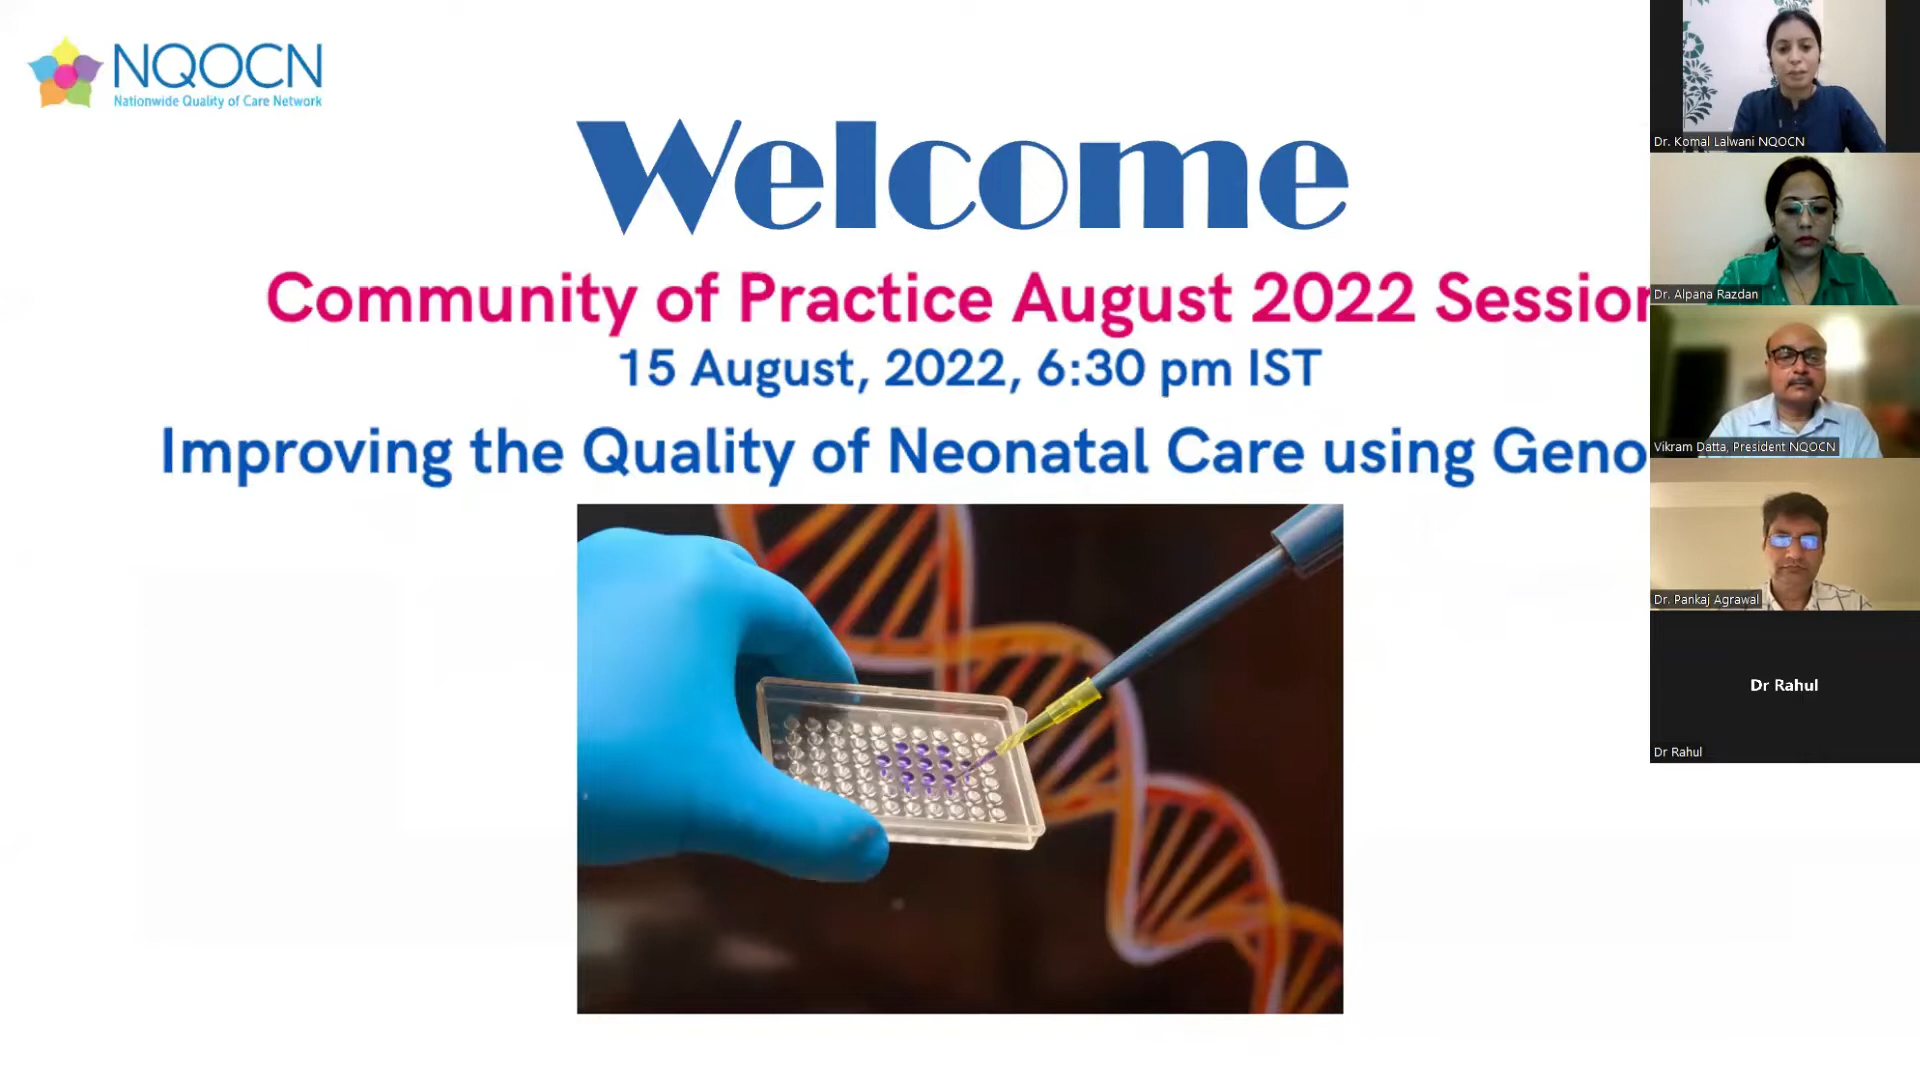 NQOCN
Nationwide Quality of Care Network
Welcome
Community of Practice August 2022 Session
15 August, 2022, 6:30 pm IST
Improving the Quality of Neonatal Care using Geno
Dr. Komal Lalwani NQOCN
Dr. Alpana Razdan
Vikram Datta, President NQOCN
Dr. Pankaj Agrawal
Dr Rahul
Dr Rahul